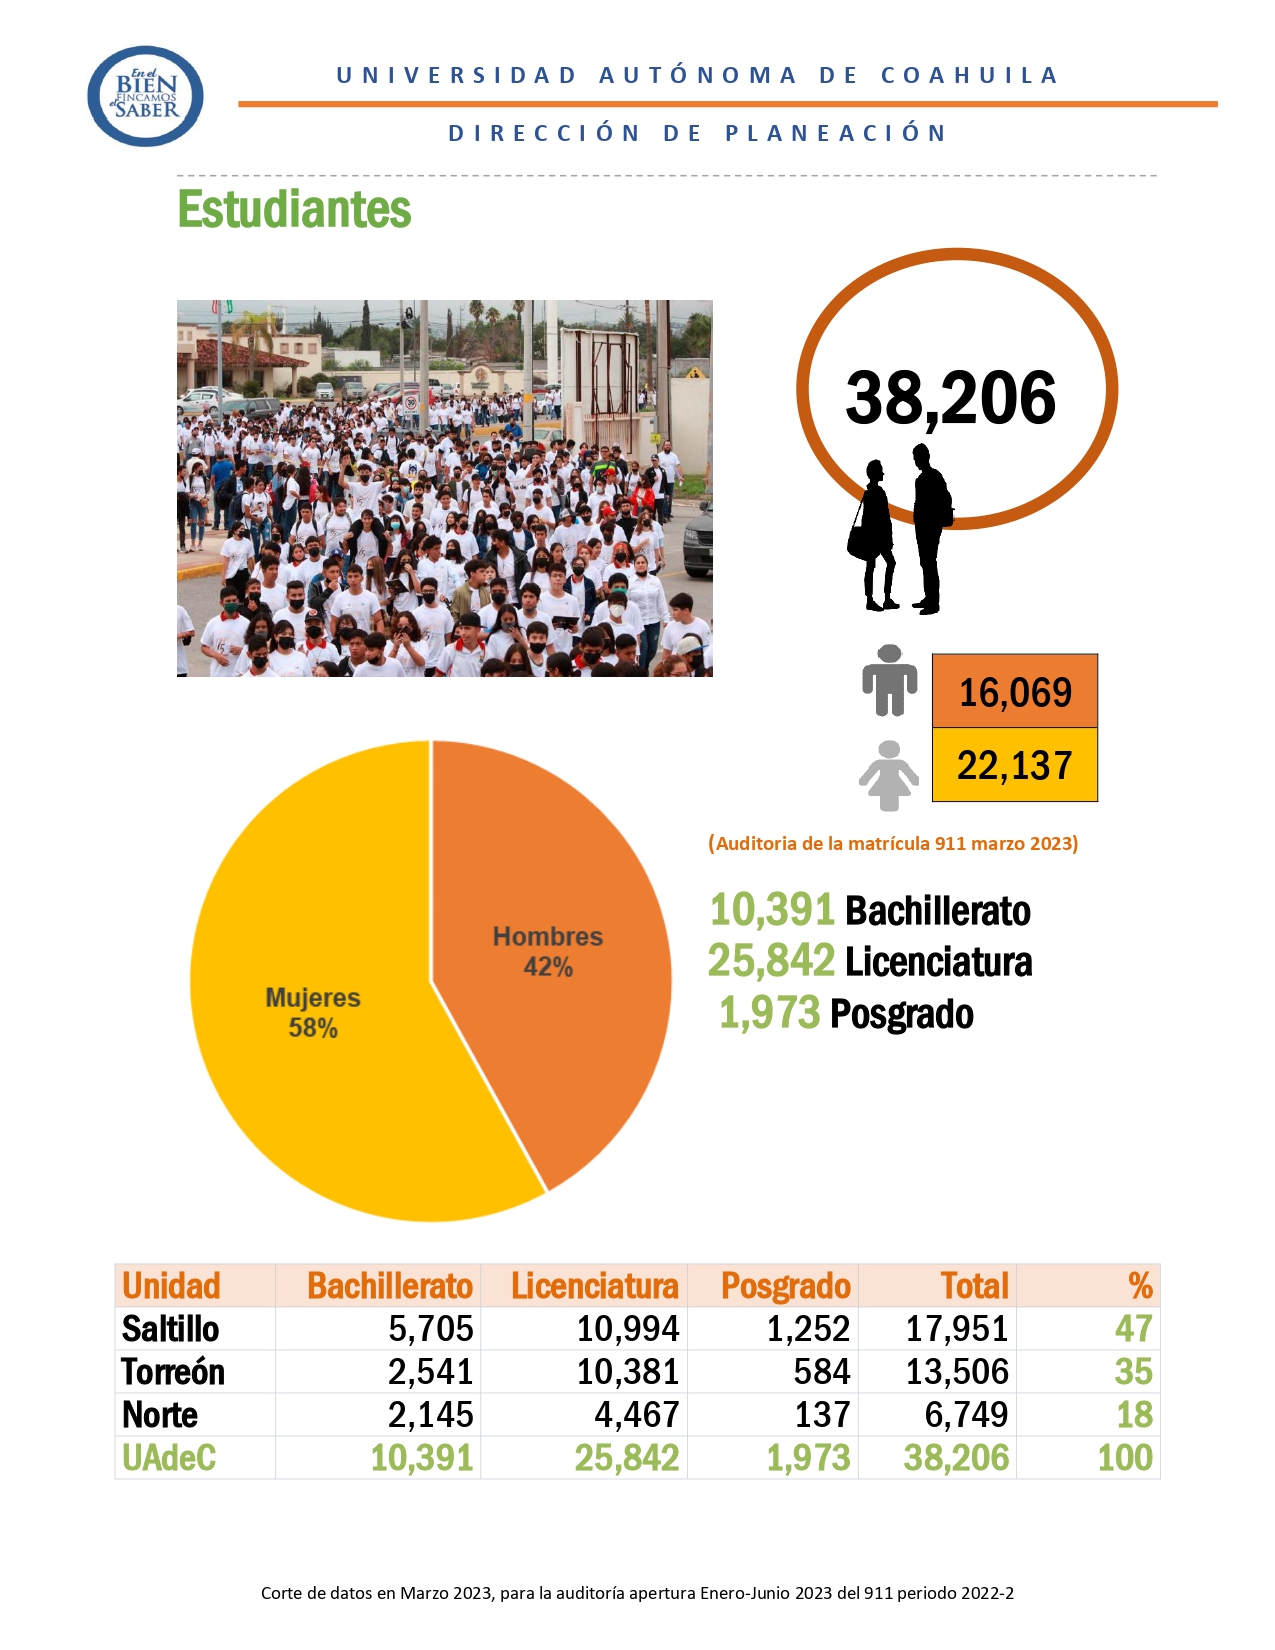 En el
BIEN
FINCAMOS
el SABER
UNIVERSIDAD AUTÓNOMA DE COAHUILA
DIRECCIÓN DE PLANEACIÓN
Estudiantes
38,206
16,069
22,137
(Auditoria de la matrícula 911 marzo 2023)
10,391 Bachillerato
25,842 Licenciatura
1,973 Posgrado
Hombres
42%
Mujeres
58%
Unidad Bachillerato Licenciatura Posgrado Total %
Saltillo 5,705 10,994 1,252 17,951 47
Torreón 2,541 10,381 584 13,506 35
Norte 2,145 4,467 137 6,749 18
UAdeC 10,391 25,842 1,973 38,206 100
Corte de datos en Marzo 2023, para la auditoría apertura Enero-Junio 2023 del 911 periodo 2022-2